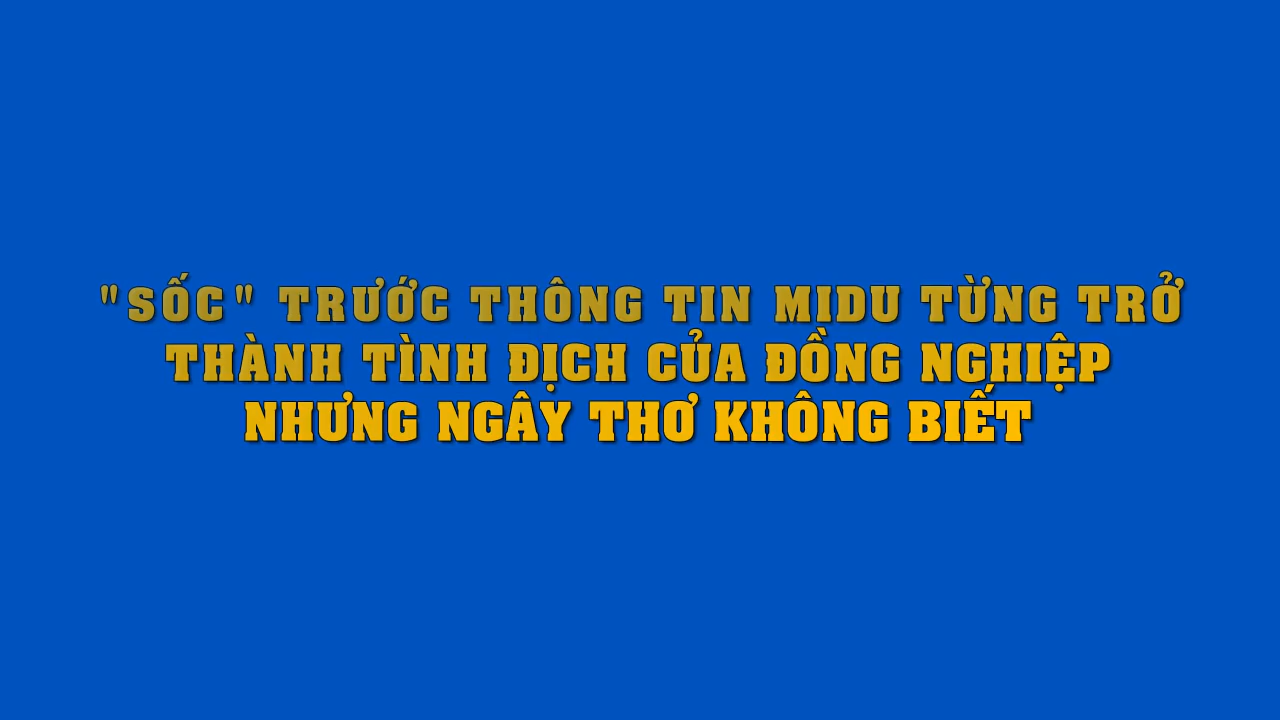 "SỐC" TRƯỚC THÔNG TIN MIDU TỪNG TRỞ
THÀNH TÌNH ĐỊCH CỦA ĐỒNG NGHIỆP
NHƯNG NGÂY THƠ KHÔNG BIẾT